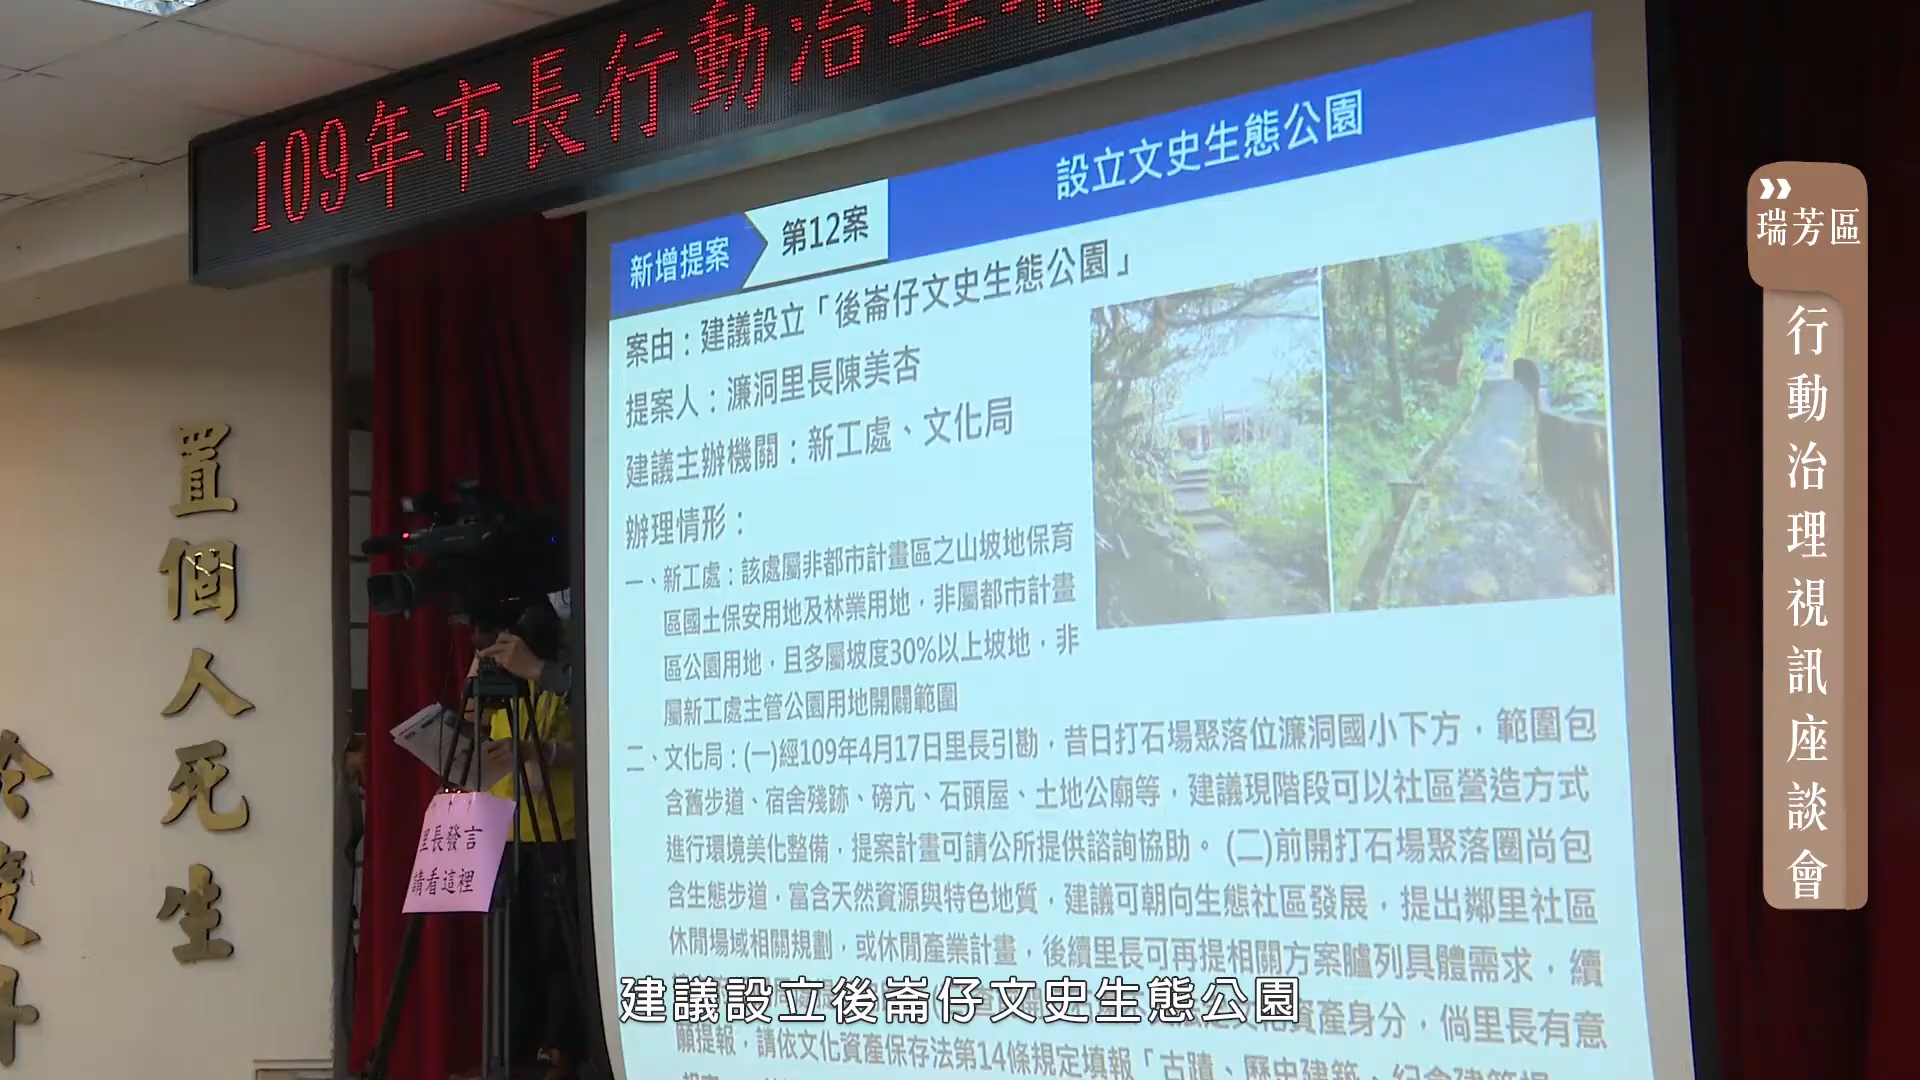 109年市長行動治理瑞
設立文史生態公園
新增提案
第12案
案由：建議設立「後崙仔文史生態公園」
提案人：濂洞里長陳美杏
建議主辦機關：新工處、文化局
辦理情形：
一、新工處：該處屬非都市計畫區之山坡地保育
區國土保安用地及林業用地，非屬都市計畫
區公園用地，且多屬坡度30%以上坡地，非
屬新工處主管公園用地開闢範圍
二、文化局：(一)經109年4月17日里長引勘，昔日打石場聚落位濂洞國小下方，範圍包
含舊步道、宿舍殘跡、磅亢、石頭屋、土地公廟等，建議現階段可以社區營造方式
進行環境美化整備，提案計畫可請公所提供諮詢協助。(二)前開打石場聚落圈尚包
含生態步道，富含天然資源與特色地質，建議可朝向生態社區發展，提出鄰里社區
休閒場域相關規劃，或休閒產業計畫，後續里長可再提相關方案臚列具體需求，續
資產身分，倘里長有意
願提報，請依文化資產保存法第14條規定填報「古蹟、歷史建築、紀念建築
建議設立後崙仔文史生態公園
瑞芳區
行動治理視訊座談會
置個人死生
里長發言
請看這裡